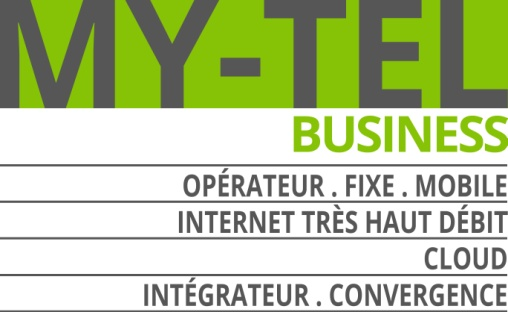 MY-TEL
BUSINESS
OPÉRATEUR . FIXE . MOBILE
INTERNET TRÈS HAUT DÉBIT
CLOUD
INTÉGRATEUR . CONVERGENCE